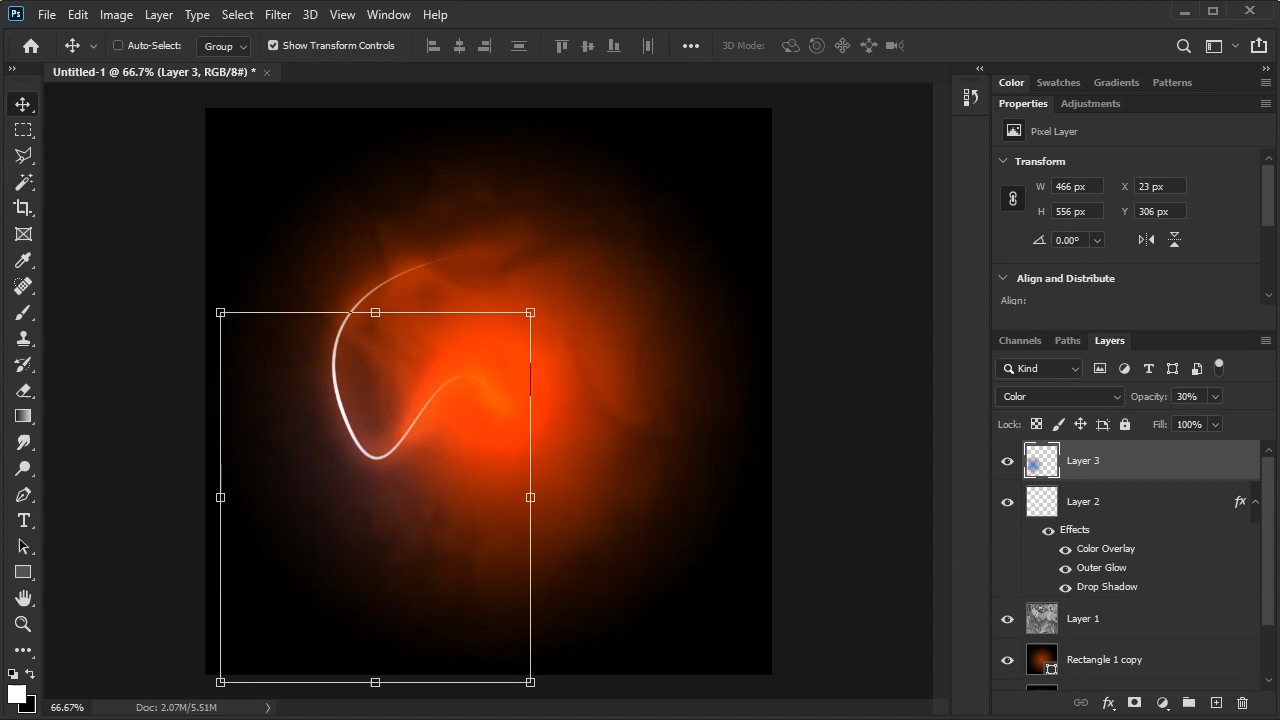 Ps File Edit Image Layer Type Select Filter 3D View Window Help
Auto-Select: Group Show Transform Controls 3D Mode:
Untitled-1 @ 66.7% (Layer 3, RGB/8#) *
Color Swatches Gradients Patterns
Properties Adjustments
Pixel Layer
Transform
W 466 px X 23 px
H 556 px Y 306 px
0.00°
Align and Distribute
Align:
Channels Paths Layers
Kind
Color Opacity: 30%
Lock: Fill: 100%
Layer 3
Layer 2 fx
Effects
Color Overlay
Outer Glow
Drop Shadow
Layer 1
Rectangle 1 copy
66.67% Doc: 2.07M/5.51M fx